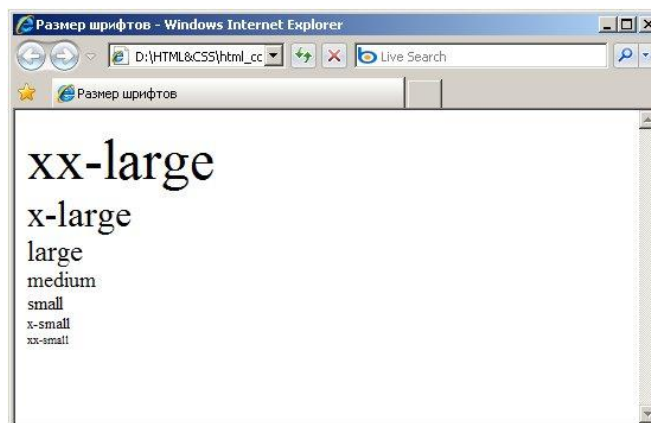 Размер шрифтов - Windows Internet Explorer
D:\HTML&CSS\html_cc
Live Search
Размер шрифтов
xx-large
x-large
large
medium
small
x-small
xx-small